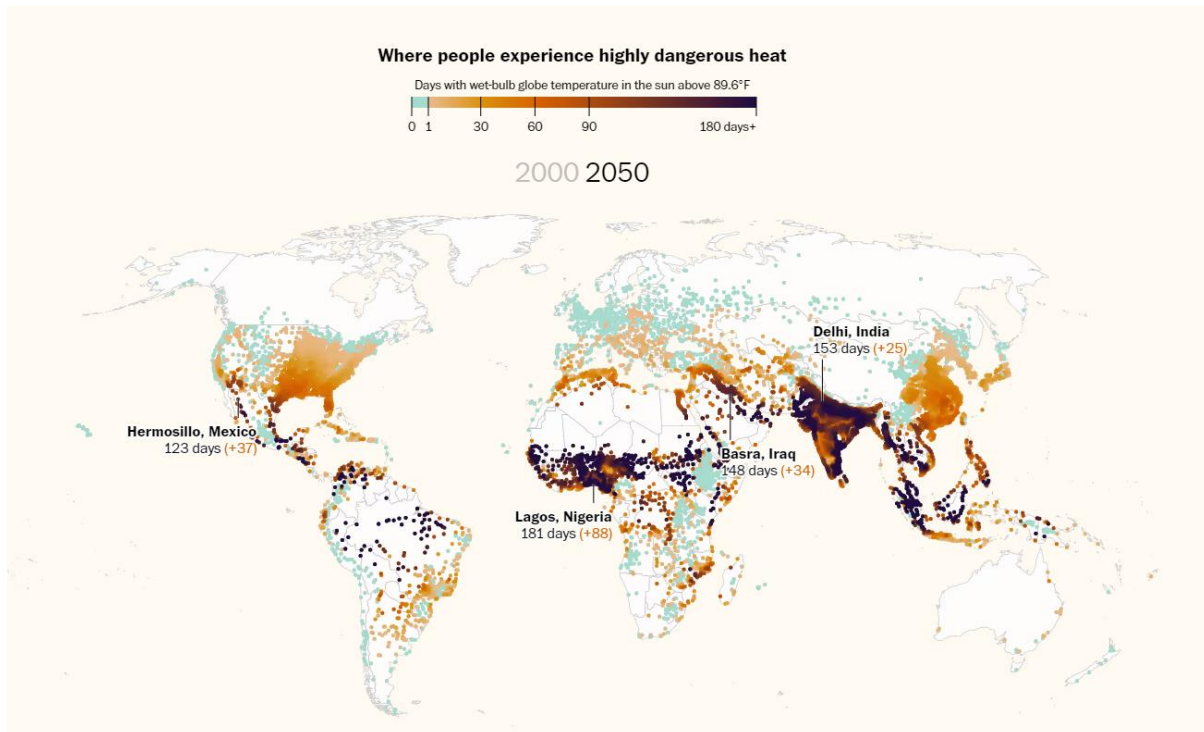 Where people experience highly dangerous heat
Days with wet-bulb globe temperature in the sun above 89.6°F
0 1 30 60 90 180 days+
2000 2050
Delhi, India
153 days (+25)
Hermosillo, Mexico
123 days (+37)
Basra, Iraq
148 days (+34)
Lagos, Nigeria
181 days (+88)